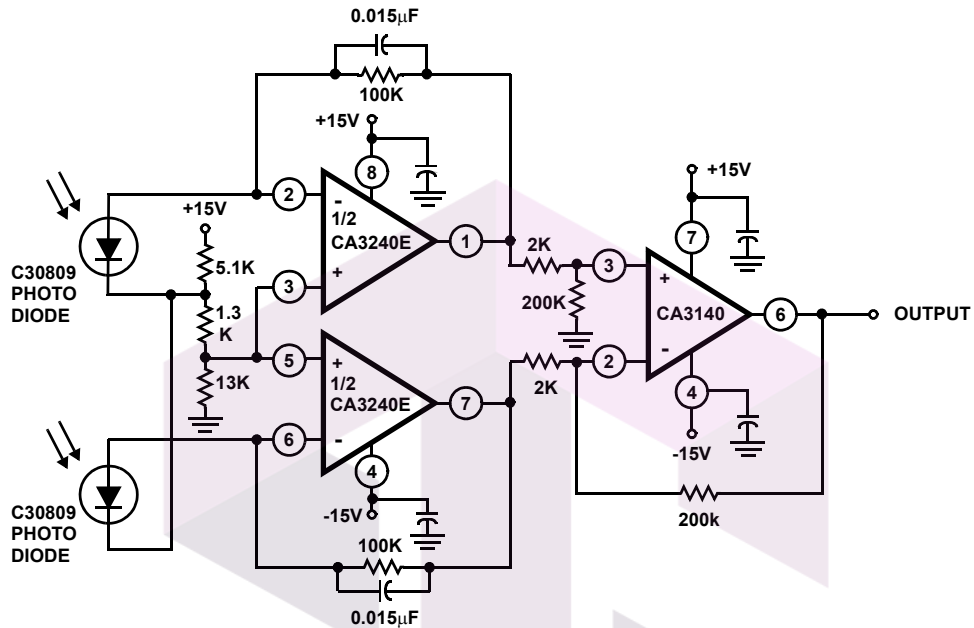 0.015μF
100K
+15V
8
2
-
1/2
CA3240E
+
3
1
+15V
5.1K
1.3
K
13K
C30809
PHOTO
DIODE
2K
3
200K
+15V
7
+
CA3140
-
6
OUTPUT
2
4
-15V
200k
5
+
1/2
CA3240E
-
6
7
2K
4
-15V
C30809
PHOTO
DIODE
100K
0.015μF